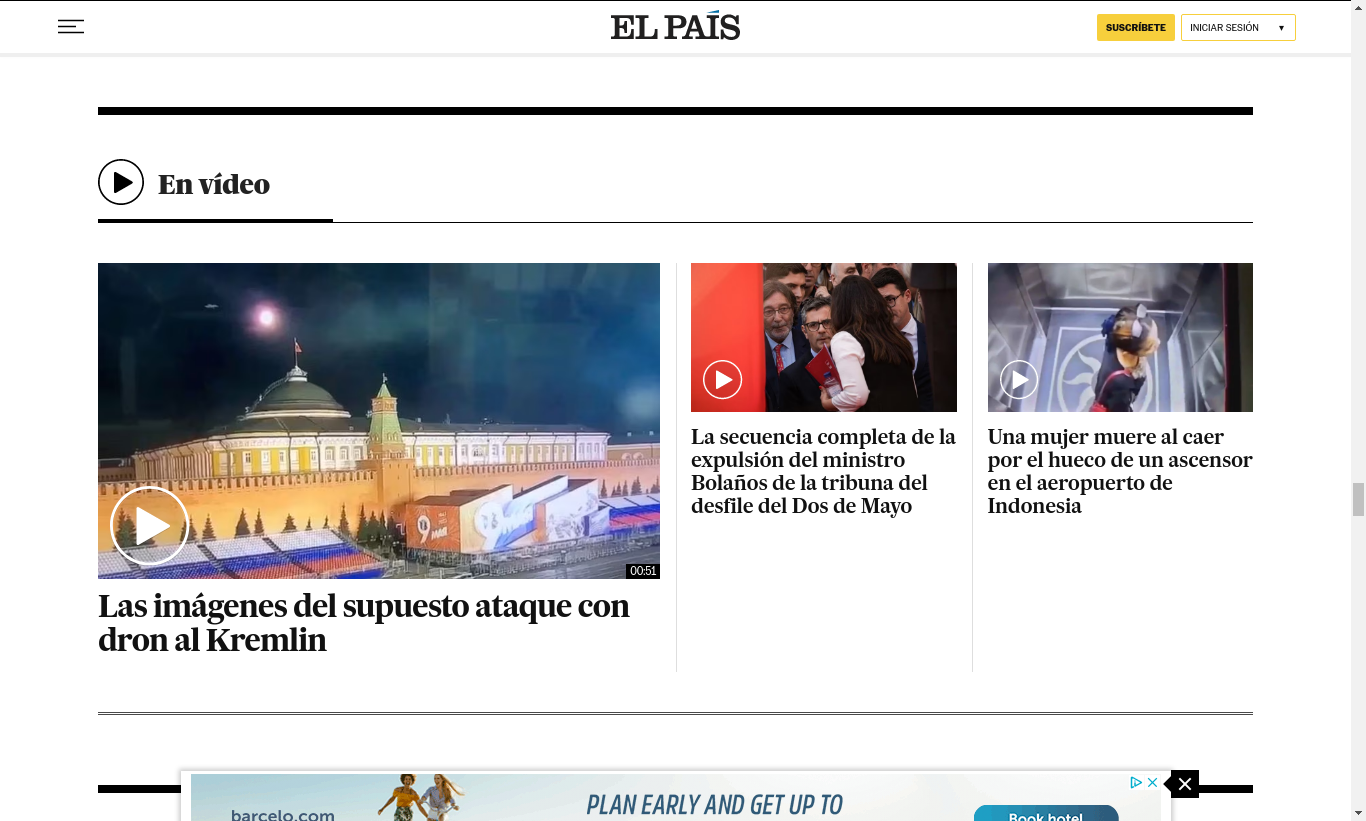 EL PAÍS
SUSCRÍBETE
INICIAR SESIÓN
En vídeo
9
МАЯ
00:51
Las imágenes del supuesto ataque con
dron al Kremlin
La secuencia completa de la
expulsión del ministro
Bolaños de la tribuna del
desfile del Dos de Mayo
Una mujer muere al caer
por el hueco de un ascensor
en el aeropuerto de
Indonesia
barcelo.com
PLAN EARLY AND GET UP TO
Book hotel